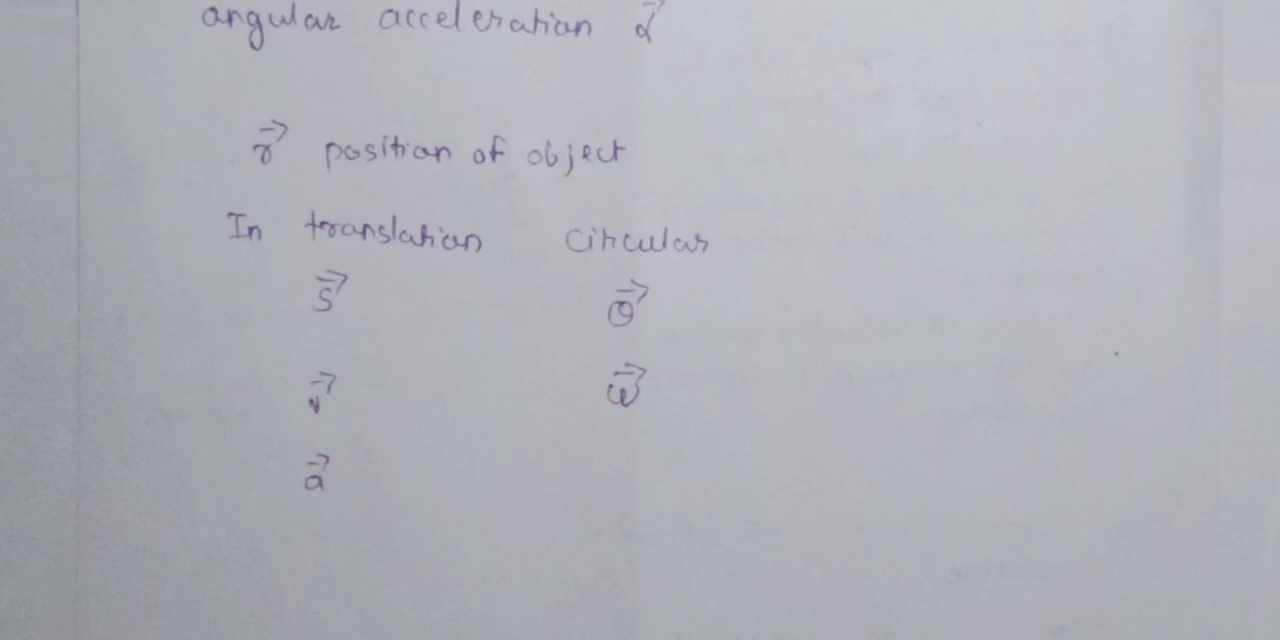 angular acceleration α⃗
r⃗ position of object
In translation circular
s⃗ θ⃗
v⃗ ω⃗
a⃗